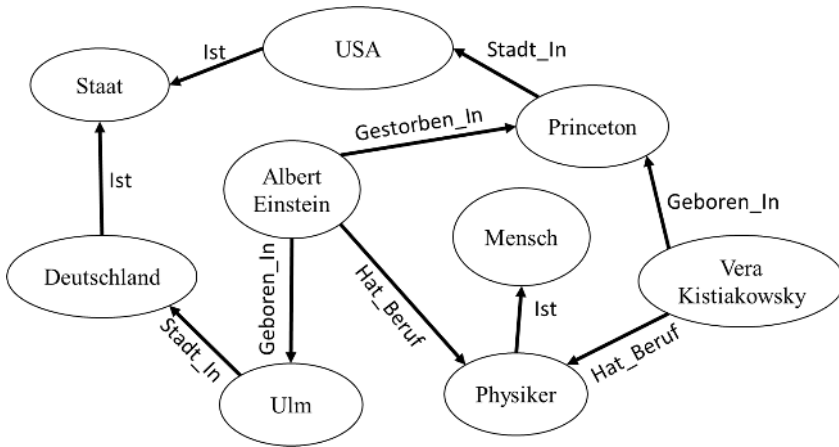 Ist
USA
Stadt_In
Staat
Gestorben_In
Princeton
Albert
Einstein
Ist
Mensch
Geboren_In
Deutschland
Geboren_In
Hat_Beruf
Vera
Kistiakowsky
Stadt_In
Ist
Hat_Beruf
Ulm
Physiker